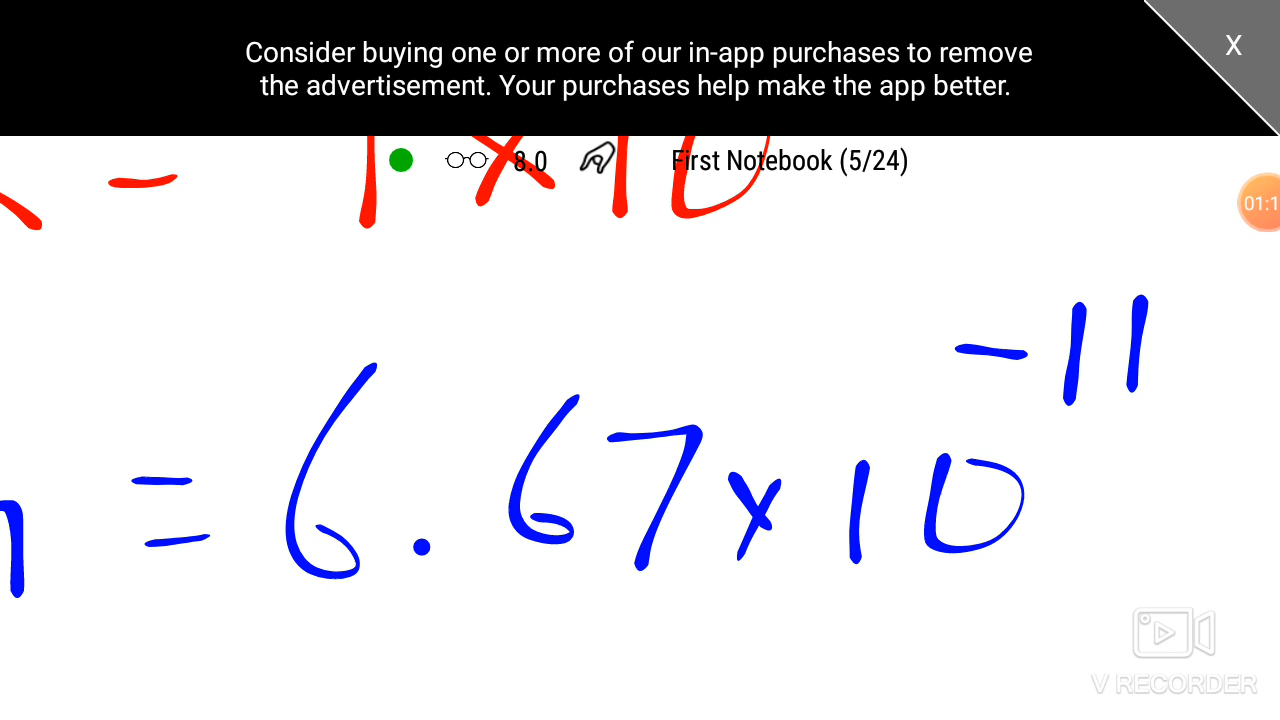 Consider buying one or more of our in-app purchases to remove
the advertisement. Your purchases help make the app better.
X
8.0 First Notebook (5/24)
- 1x10
01:1
= 6.67x10^-11
V RECORDER